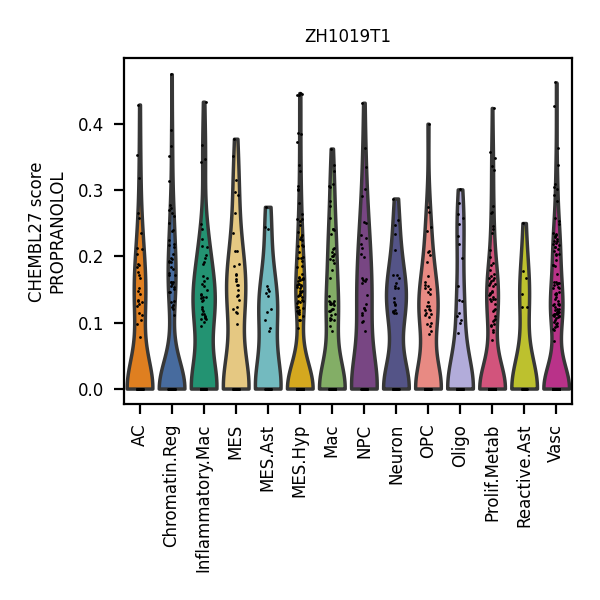 ZH1019T1
CHEMBL27 score
PROPRANOLOL
0.4
0.3
0.2
0.1
0.0
AC
Chromatin.Reg
Inflammatory.Mac
MES
MES.Ast
MES.Hyp
Mac
NPC
Neuron
OPC
Oligo
Prolif.Metab
Reactive.Ast
Vasc